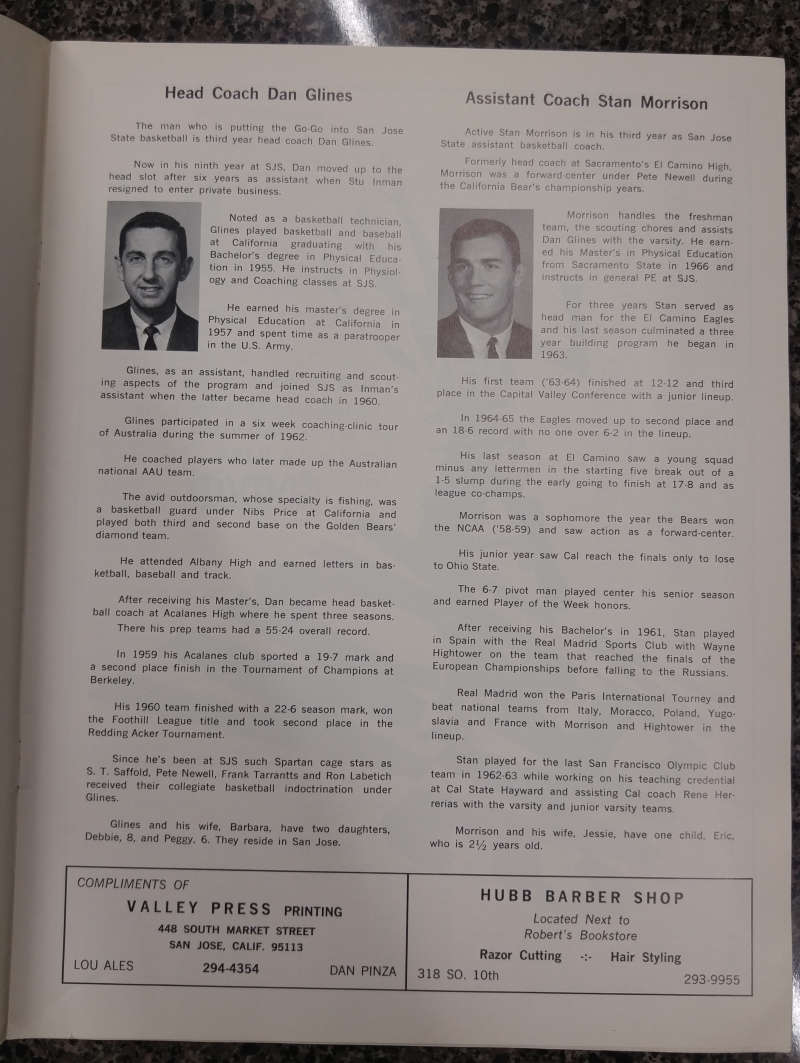 Head Coach Dan Glines
The man who is putting the Go-Go into San Jose
State basketball is third year head coach Dan Glines.
Now in his ninth year at SJS, Dan moved up to the
head slot after six years as assistant when Stu Inman
resigned to enter private business.
Noted as a basketball technician,
Glines played basketball and baseball
at California graduating with his
Bachelor's degree in Physical Educa-
tion in 1955. He instructs in Physiol-
ogy and Coaching classes at SJS.
He earned his master's degree in
Physical Education at California in
1957 and spent time as a paratrooper
in the U.S. Army.
Glines, as an assistant, handled recruiting and scout-
ing aspects of the program and joined SJS as Inman's
assistant when the latter became head coach in 1960.
Glines participated in a six week coaching-clinic tour
of Australia during the summer of 1962.
He coached players who later made up the Australian
national AAU team.
The avid outdoorsman, whose specialty is fishing, was
a basketball guard under Nibs Price at California and
played both third and second base on the Golden Bears'
diamond team.
He attended Albany High and earned letters in bas-
ketball, baseball and track.
After receiving his Master's, Dan became head basket-
ball coach at Acalanes High where he spent three seasons.
There his prep teams had a 55-24 overall record.
In 1959 his Acalanes club sported a 19-7 mark and
a second place finish in the Tournament of Champions at
Berkeley.
His 1960 team finished with a 22-6 season mark, won
the Foothill League title and took second place in the
Redding Acker Tournament.
Since he's been at SJS such Spartan cage stars as
S. T. Saffold, Pete Newell, Frank Tarrantts and Ron Labetich
received their collegiate basketball indoctrination under
Glines.
Glines and his wife, Barbara, have two daughters,
Debbie, 8, and Peggy. 6. They reside in San Jose.
Assistant Coach Stan Morrison
Active Stan Morrison is in his third year as San Jose
State assistant basketball coach.
Formerly head coach at Sacramento's El Camino High,
Morrison was a forward-center under Pete Newell during
the California Bear's championship years.
Morrison handles the freshman
team, the scouting chores and assists
Dan Glines with the varsity. He earn-
ed his Master's in Physical Education
from Sacramento State in 1966 and
instructs in general PE at SJS.
For three years Stan served as
head man for the El Camino Eagles
and his last season culminated a three
year building program he began in
1963.
His first team ('63-64) finished at 12-12 and third
place in the Capital Valley Conference with a junior lineup.
In 1964-65 the Eagles moved up to second place and
an 18-6 record with no one over 6-2 in the lineup.
His last season at El Camino saw a young squad
minus any lettermen in the starting five break out of a
1-5 slump during the early going to finish at 17-8 and as
league co-champs.
Morrison was a sophomore the year the Bears won
the NCAA ('58-59) and saw action as a forward-center.
His junior year saw Cal reach the finals only to lose
to Ohio State.
The 6-7 pivot man played center his senior season
and earned Player of the Week honors.
After receiving his Bachelor's in 1961, Stan played
in Spain with the Real Madrid Sports Club with Wayne
Hightower on the team that reached the finals of the
European Championships before falling to the Russians.
Real Madrid won the Paris International Tourney and
beat national teams from Italy, Moracco, Poland, Yugo-
slavia and France with Morrison and Hightower in the
lineup.
Stan played for the last San Francisco Olympic Club
team in 1962-63 while working on his teaching credential
at Cal State Hayward and assisting Cal coach Rene Her-
rerias with the varsity and junior varsity teams.
Morrison and his wife, Jessie, have one child, Eric,
who is 2½ years old.
COMPLIMENTS OF
VALLEY PRESS PRINTING
448 SOUTH MARKET STREET
SAN JOSE, CALIF. 95113
LOU ALES 294-4354 DAN PINZA
HUBB BARBER SHOP
Located Next to
Robert's Bookstore
Razor Cutting -:- Hair Styling
318 SO. 10th 293-9955